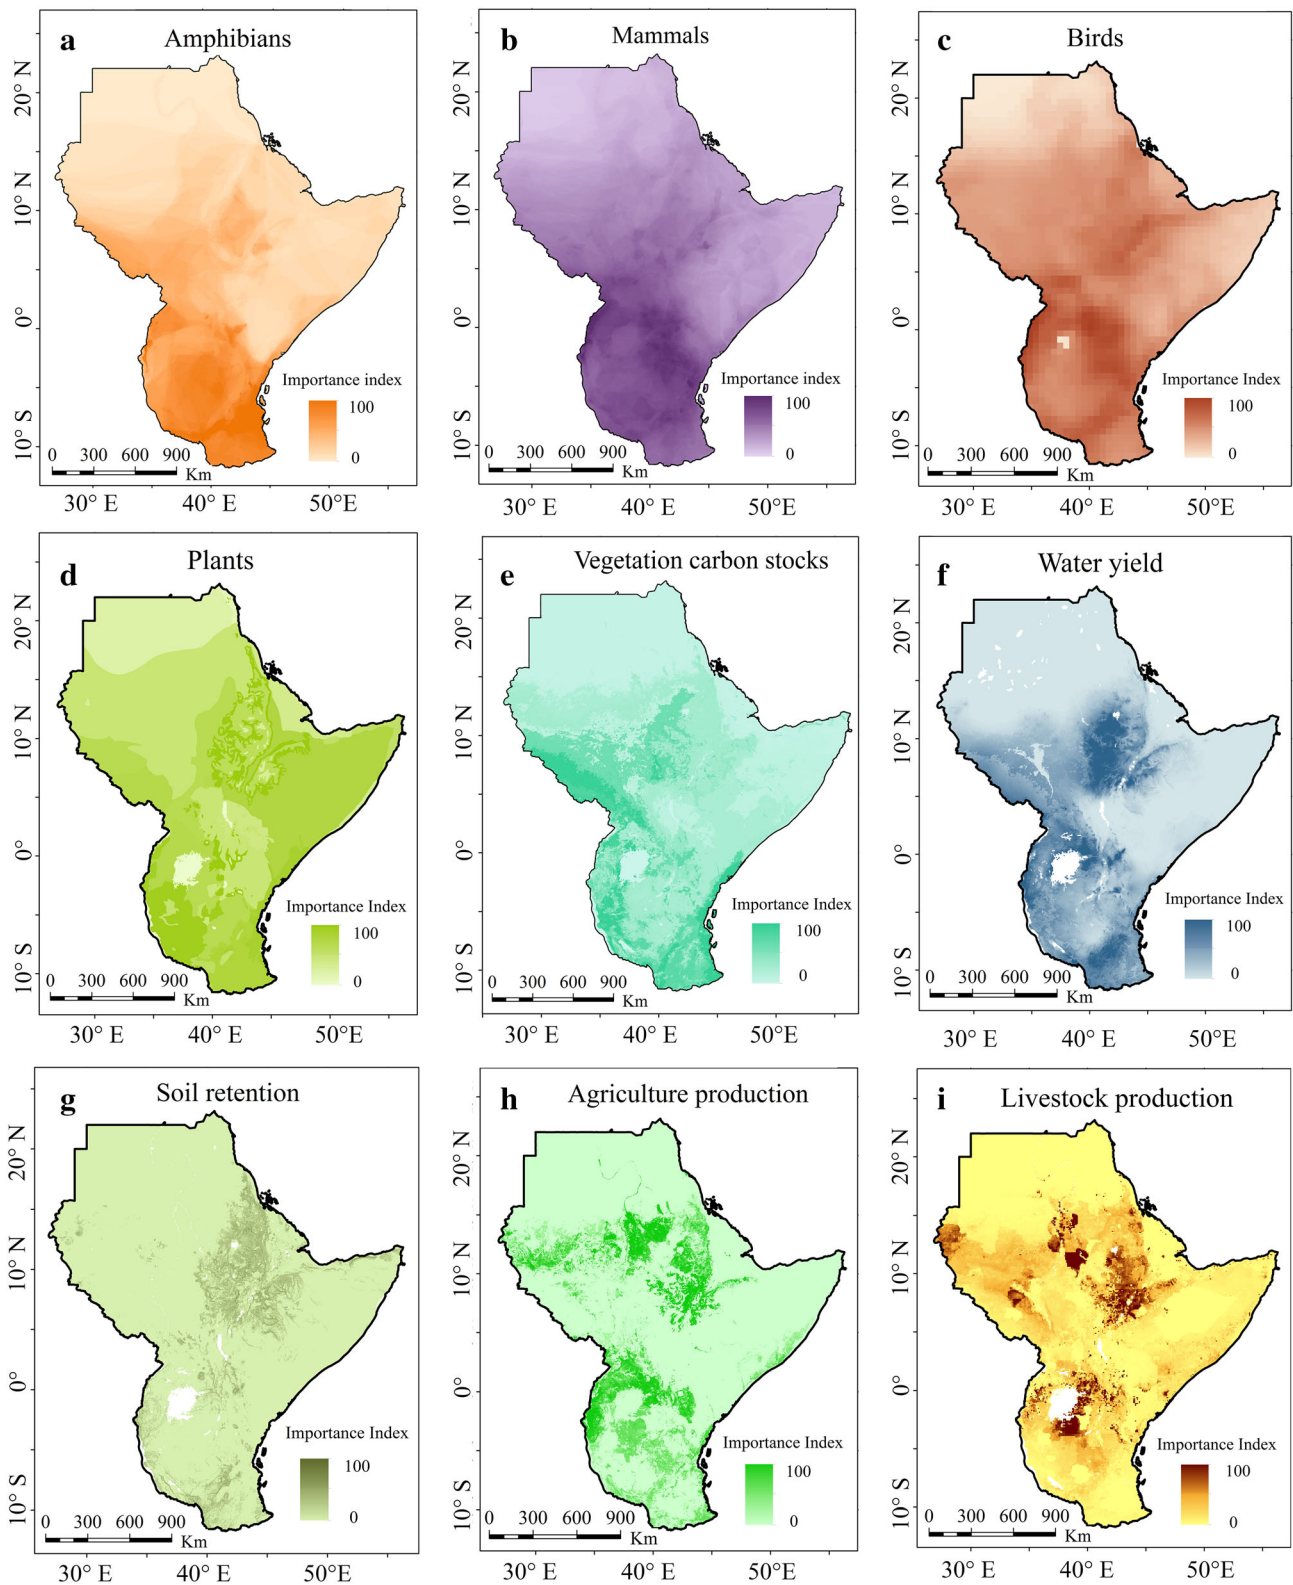 a
Amphibians
20° N
10° N
0°
10° S
Importance index
100
0
0 300 600 900
Km
30° E 40° E 50°E
b
Mammals
20° N
10° N
0°
10° S
Importance index
100
0
0 300 600 900
Km
30° E 40° E 50° E
c
Birds
20° N
10° N
0°
10° S
Importance index
100
0
0 300 600 900
Km
30° E 40° E 50° E
d
Plants
20° N
10° N
0°
10° S
Importance Index
100
0
0 300 600 900
Km
30° E 40° E 50° E
e
Vegetation carbon stocks
20° N
10° N
0°
10° S
Importance Index
100
0
0 300 600 900
Km
30° E 40° E 50° E
f
Water yield
20° N
10° N
0°
10° S
Importance Index
100
0
0 300 600 900
Km
30° E 40° E 50° E
g
Soil retention
20° N
10° N
0°
10° S
Importance Index
100
0
0 300 600 900
Km
30° E 40° E 50° E
h
Agriculture production
20° N
10° N
0°
10° S
Importance Index
100
0
0 300 600 900
Km
30° E 40° E 50° E
i
Livestock production
20° N
10° N
0°
10° S
Importance Index
100
0
0 300 600 900
Km
30° E 40° E 50° E